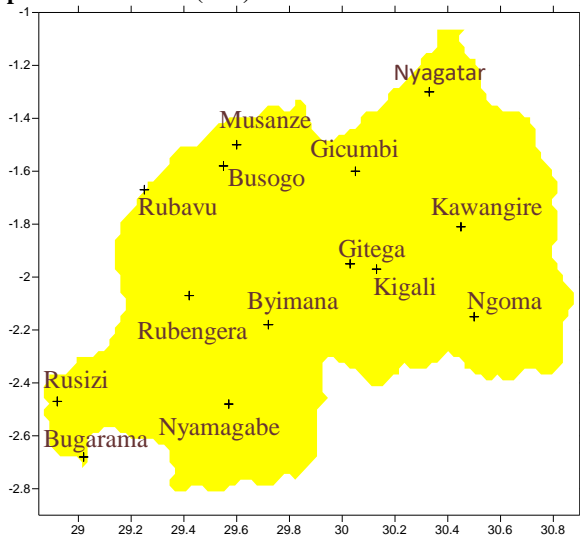 -1
-1.2
-1.4
-1.6
-1.8
-2
-2.2
-2.4
-2.6
-2.8
Nyagatar
Musanze
Gicumbi
Busogo
Rubavu
Kawangire
Gitega
Kigali
Byimana
Ngoma
Rubengera
Rusizi
Nyamagabe
Bugarama
29 29.2 29.4 29.6 29.8 30 30.2 30.4 30.6 30.8